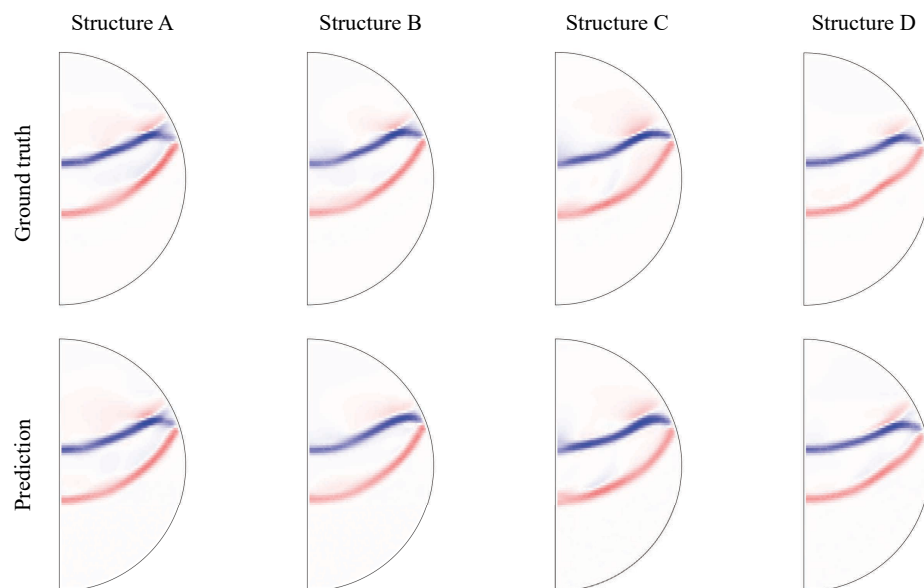 Structure A
Structure B
Structure C
Structure D
Ground truth
Prediction